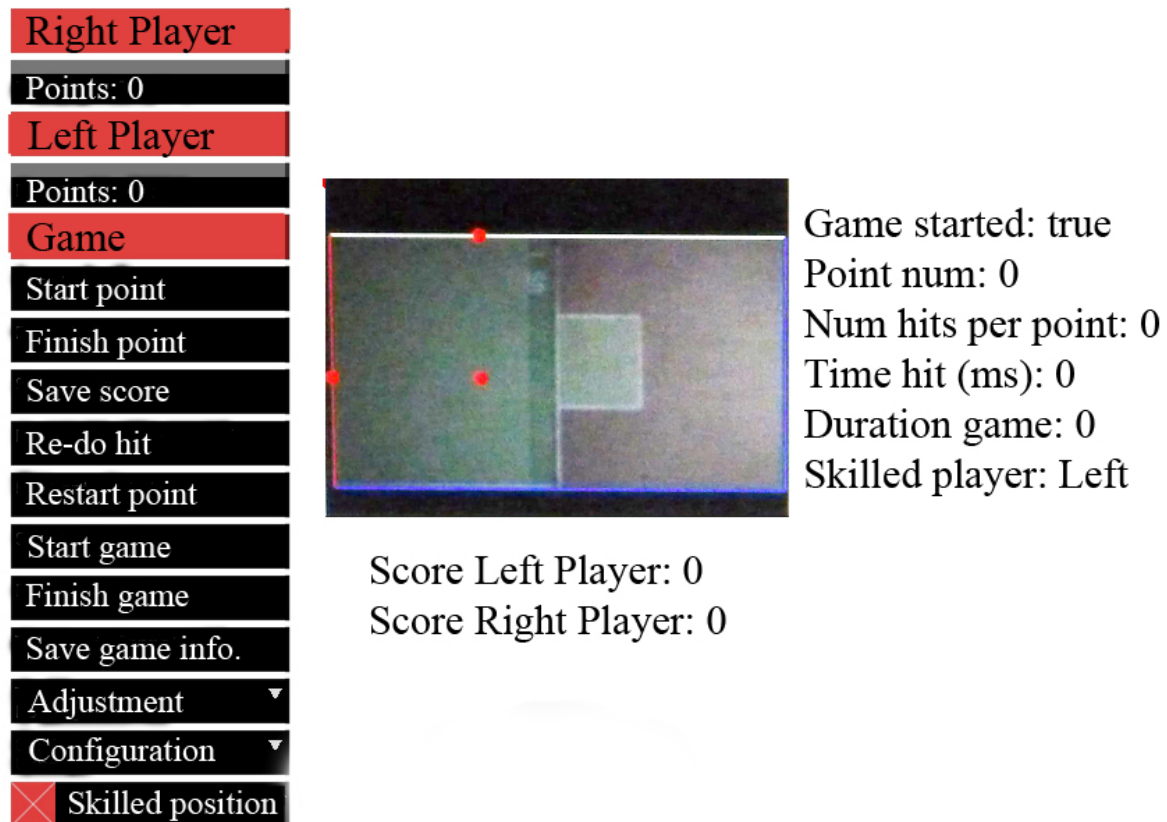 Right Player
Points: 0
Left Player
Points: 0
Game
Start point
Finish point
Save score
Re-do hit
Restart point
Start game
Finish game
Save game info.
Adjustment
Configuration
Skilled position
Game started: true
Point num: 0
Num hits per point: 0
Time hit (ms): 0
Duration game: 0
Skilled player: Left
Score Left Player: 0
Score Right Player: 0